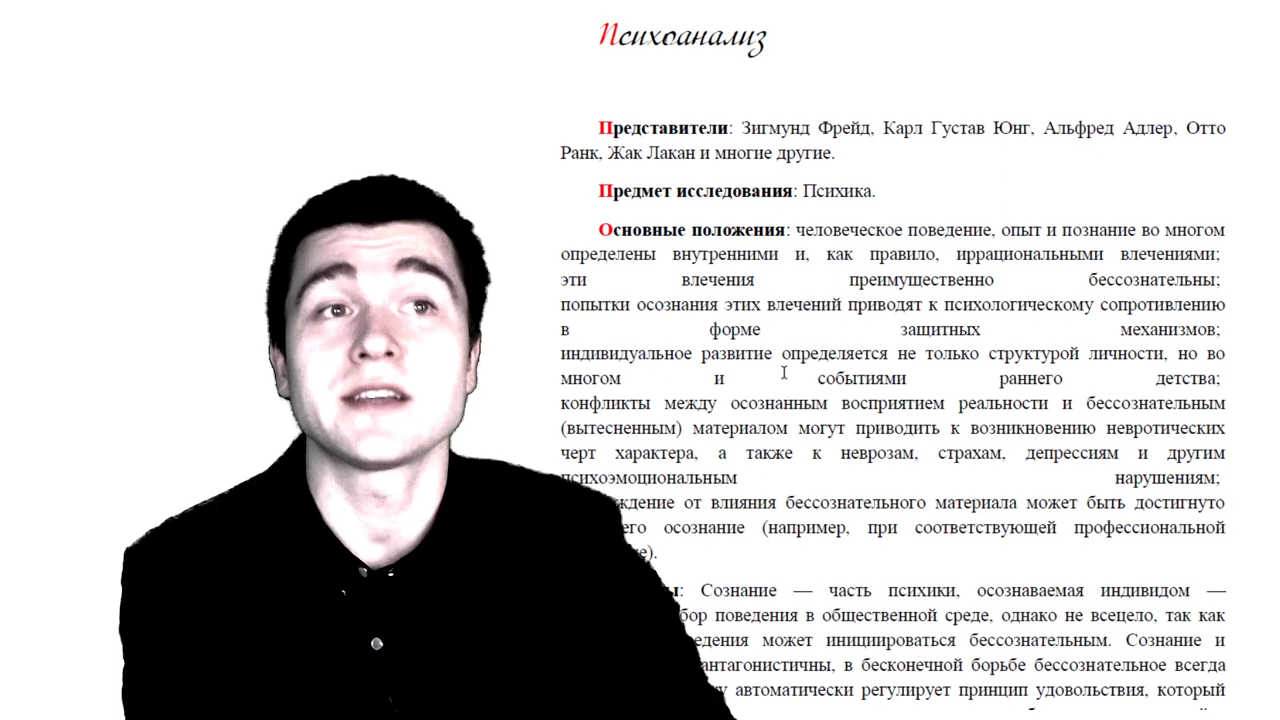 Психоанализ
Представители: Зигмунд Фрейд, Карл Густав Юнг, Альфред Адлер, Отто
Ранк, Жак Лакан и многие другие.
Предмет исследования: Психика.
Основные положения: человеческое поведение, опыт и познание во многом
определены внутренними и, как правило, иррациональными влечениями;
эти влечения преимущественно бессознательны;
попытки осознания этих влечений приводят к психологическому сопротивлению
в форме защитных механизмов;
индивидуальное развитие определяется не только структурой личности, но во
многом и событиями раннего детства;
конфликты между осознанным восприятием реальности и бессознательным
(вытесненным) материалом могут приводить к возникновению невротических
черт характера, а также к неврозам, страхам, депрессиям и другим
психоэмоциональным нарушениям;
от влияния бессознательного материала может быть достигнуто
осознание (например, при соответствующей профессиональной
Сознание — часть психики, осознаваемая индивидом —
поведения в общественной среде, однако не всецело, так как
может инициироваться бессознательным. Сознание и
антагонистичны, в бесконечной борьбе бессознательное всегда
автоматически регулирует принцип удовольствия, который